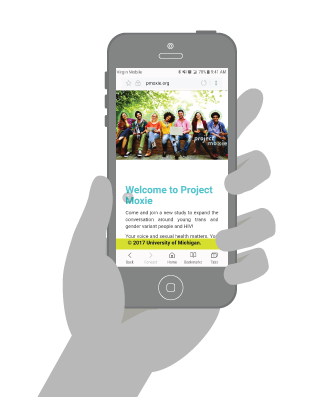 Virgin Mobile 78% 9:41 AM
pmoxie.org
project
moxie
Welcome to Project
Moxie
Come and join a new study to expand the
conversation around young trans and
gender variant people and HIV!
Your voice and sexual health matters. Yo
© 2017 University of Michigan.
Back Forward Home Bookmarks Tabs